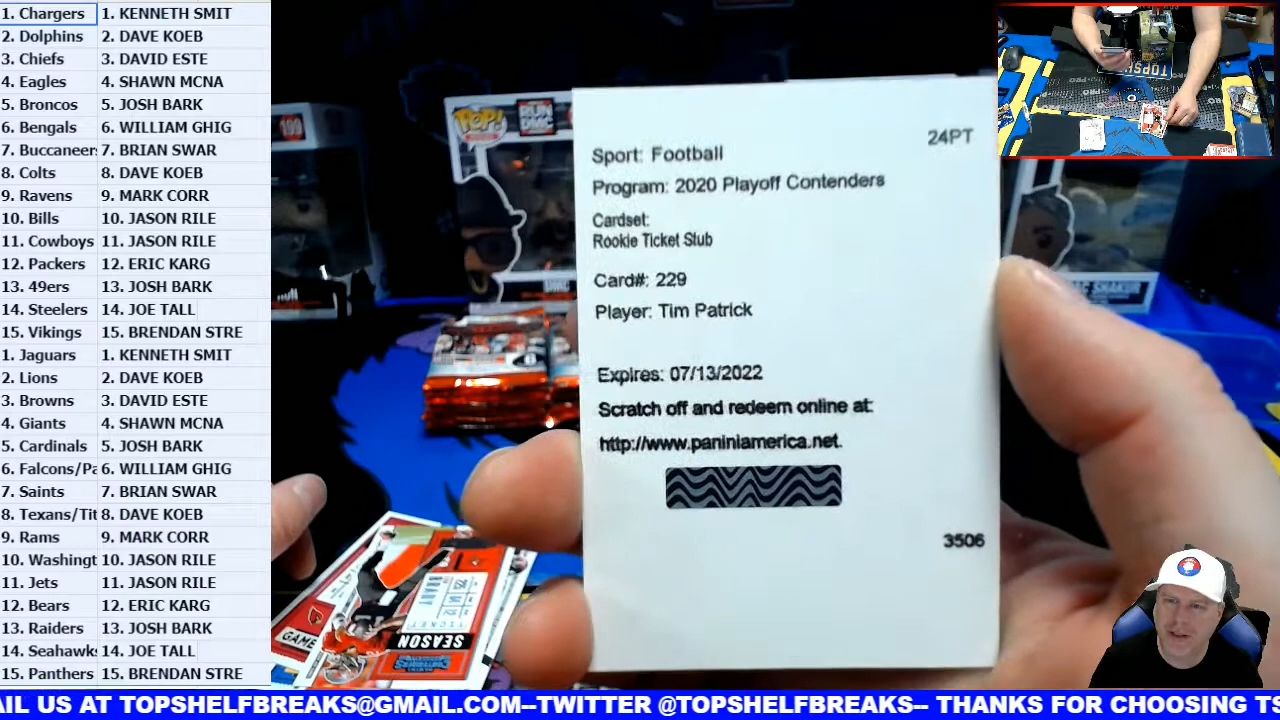 1. Chargers 1. KENNETH SMIT
2. Dolphins 2. DAVE KOEB
3. Chiefs 3. DAVID ESTE
4. Eagles 4. SHAWN MCNA
5. Broncos 5. JOSH BARK
6. Bengals 6. WILLIAM GHIG
7. Buccaneer: 7. BRIAN SWAR
8. Colts 8. DAVE KOEB
9. Ravens 9. MARK CORR
10. Bills 10. JASON RILE
11. Cowboys 11. JASON RILE
12. Packers 12. ERIC KARG
13. 49ers 13. JOSH BARK
14. Steelers 14. JOE TALL
15. Vikings 15. BRENDAN STRE
1. Jaguars 1. KENNETH SMIT
2. Lions 2. DAVE KOEB
3. Browns 3. DAVID ESTE
4. Giants 4. SHAWN MCNA
5. Cardinals 5. JOSH BARK
6. Falcons/Pa 6. WILLIAM GHIG
7. Saints 7. BRIAN SWAR
8. Texans/Tit 8. DAVE KOEB
9. Rams 9. MARK CORR
10. Washingt 10. JASON RILE
11. Jets 11. JASON RILE
12. Bears 12. ERIC KARG
13. Raiders 13. JOSH BARK
14. Seahawk 14. JOE TALL
15. Panthers 15. BRENDAN STRE
POP!
RUN
DMC
24PT
Sport: Football
Program: 2020 Playoff Contenders
Cardset:
Rookie Ticket Stub
Card#: 229
Player: Tim Patrick
Expires: 07/13/2022
Scratch off and redeem online at:
http://www.paniniamerica.net.
3506
GAME
BRADY
TICKET
SEASON
CONTENDERS
TOPSH
AIL US AT TOPSHELFBREAKS@GMAIL.COM--TWITTER @TOPSHELFBREAKS-- THANKS FOR CHOOSING TS